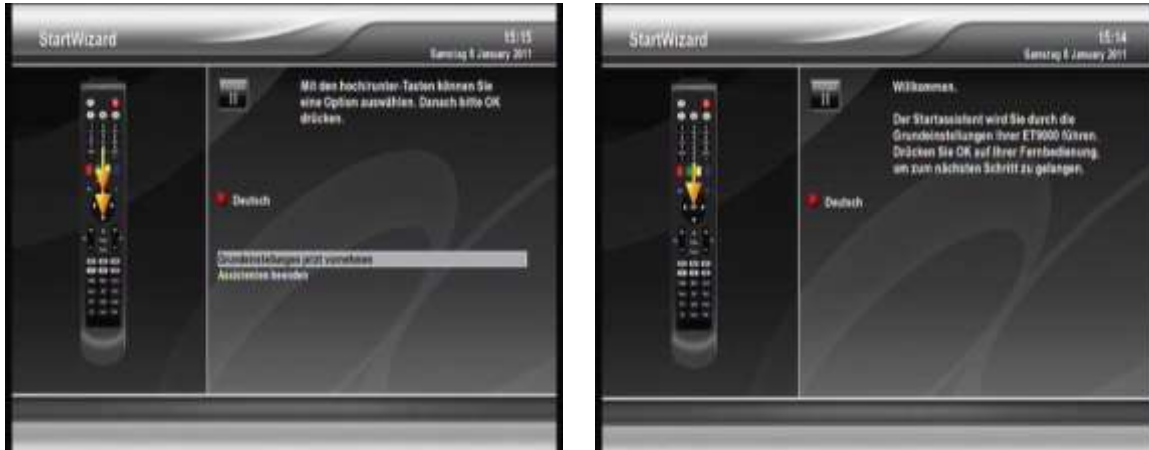 StartWizard
15:15
Samstag 8 January 2011
Mit den hoch/runter-Tasten können Sie
eine Option auswählen. Danach bitte OK
drücken.
Deutsch
Grundeinstellungen jetzt vornehmen
Assistenten beenden
StartWizard
15:14
Samstag 8 January 2011
Willkommen.
Der Startassistent wird Sie durch die
Grundeinstellungen Ihrer ET9000 führen.
Drücken Sie OK auf Ihrer Fernbedienung,
um zum nächsten Schritt zu gelangen.
Deutsch